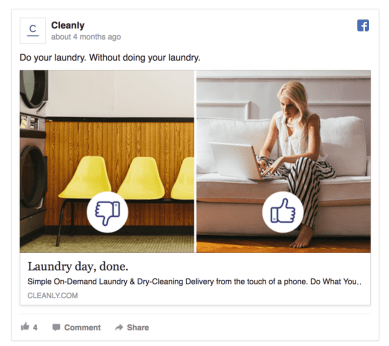 C
Cleanly
about 4 months ago
Do your laundry. Without doing your laundry.
Laundry day, done.
Simple On-Demand Laundry & Dry-Cleaning Delivery from the touch of a phone. Do What You..
CLEANLY.COM
4 Comment Share